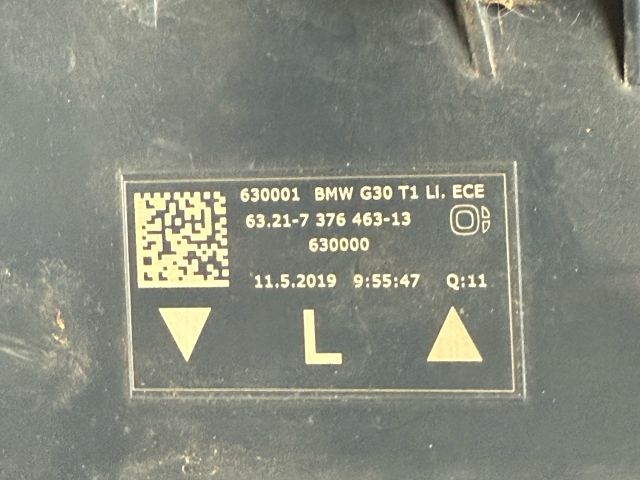 630001 BMW G30 T1 LI. ECE
63.21-7 376 463-13
630000
11.5.2019 9:55:47 Q:11
L